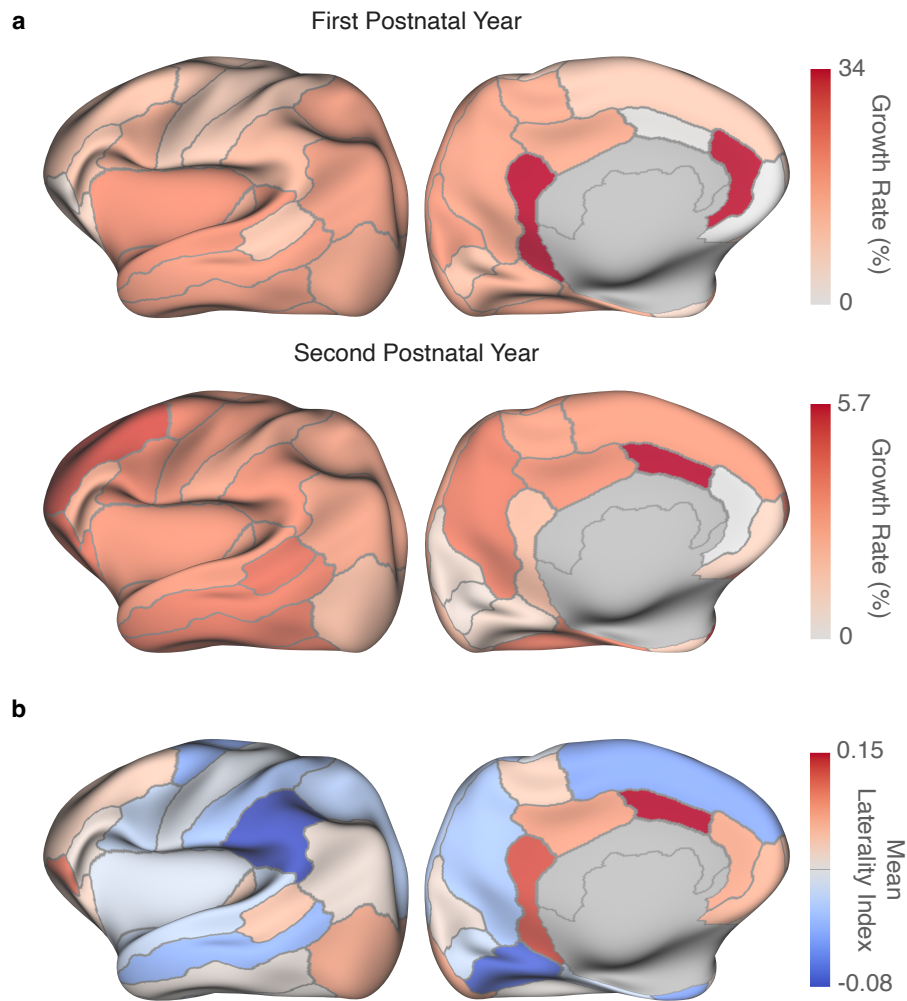 a
First Postnatal Year
34
Growth Rate (%)
0
Second Postnatal Year
5.7
Growth Rate (%)
0
b
0.15
Mean
Laterality Index
-0.08